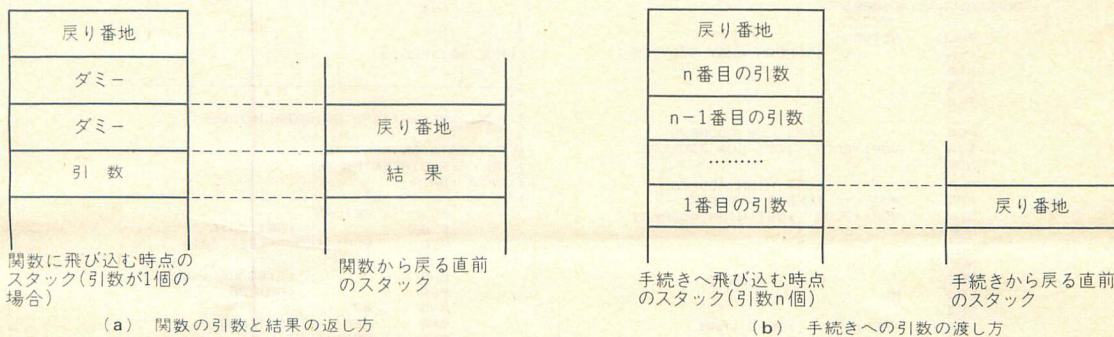 戻り番地
ダミー
ダミー
引 数
戻り番地
結 果
関数に飛び込む時点の
スタック(引数が1個の
場合)
関数から戻る直前
のスタック
(a) 関数の引数と結果の返し方
戻り番地
n番目の引数
n−1番目の引数
………
1番目の引数
戻り番地
手続きへ飛び込む時点
のスタック(引数n個)
手続きから戻る直前
のスタック
(b) 手続きへの引数の渡し方